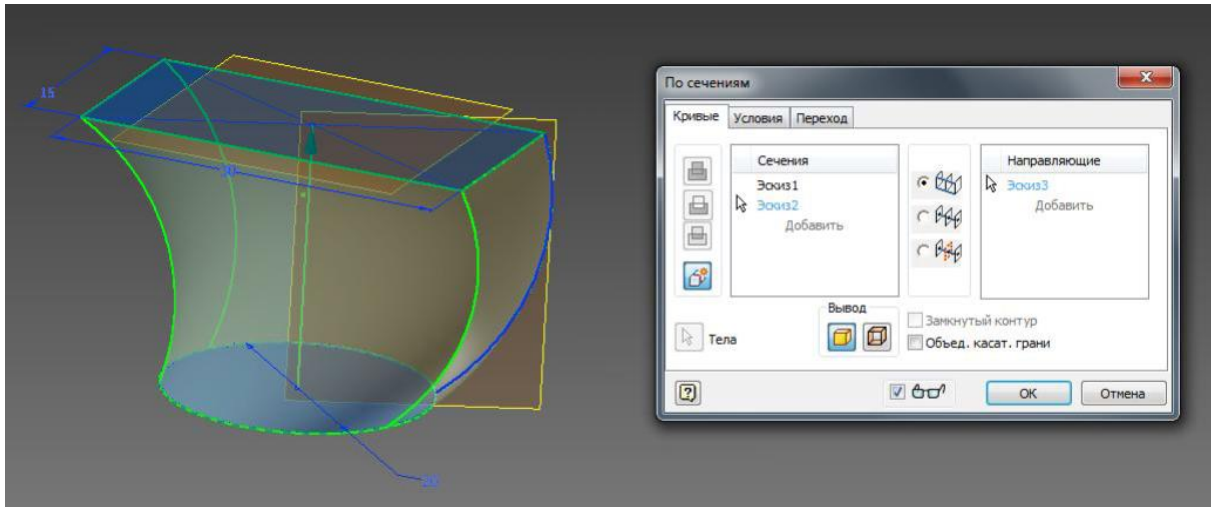 15
30
20
По сечениям
Кривые Условия Переход
Сечения
Эскиз1
Эскиз2
Добавить
Направляющие
Эскиз3
Добавить
Тела
Вывод
Замкнутый контур
Объед. касат. грани
ОК Отмена